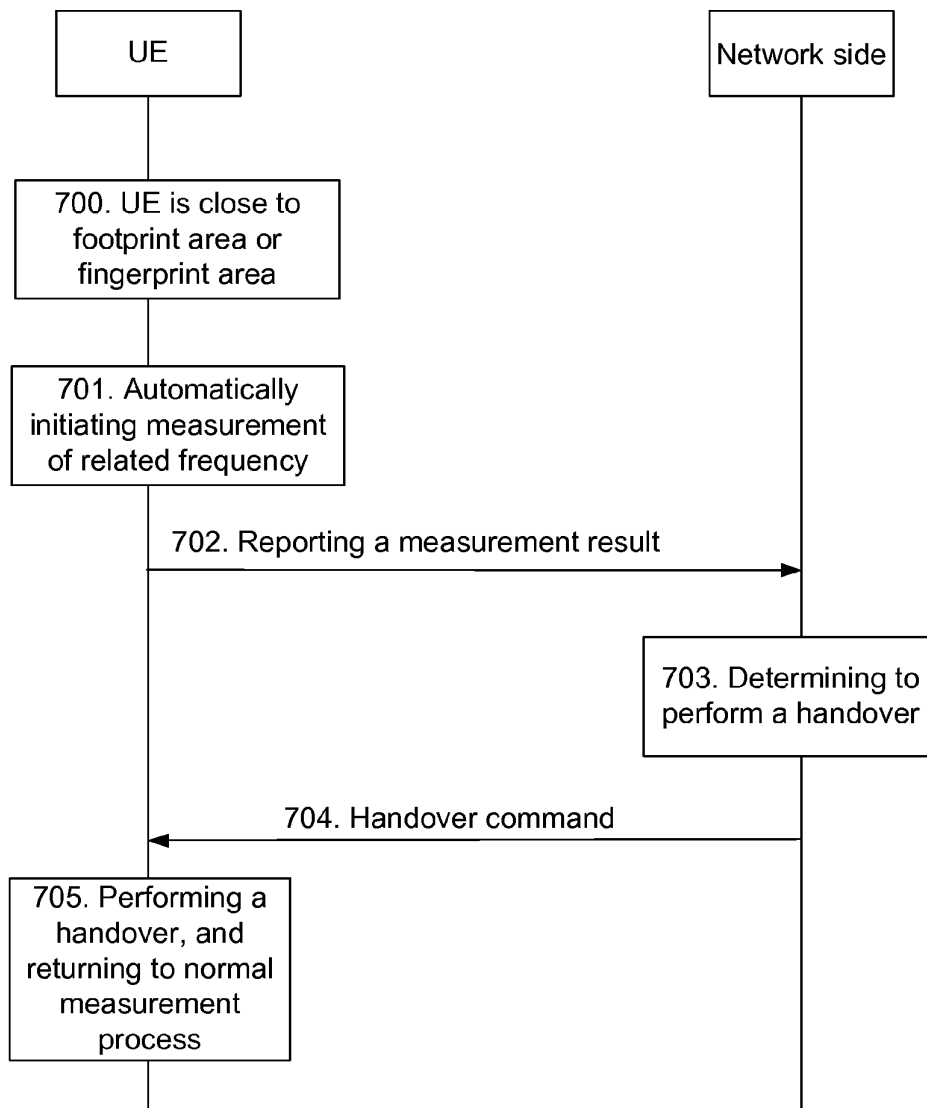 UE
Network side
700. UE is close to
footprint area or
fingerprint area
701. Automatically
initiating measurement
of related frequency
702. Reporting a measurement result
703. Determining to
perform a handover
704. Handover command
705. Performing a
handover, and
returning to normal
measurement
process